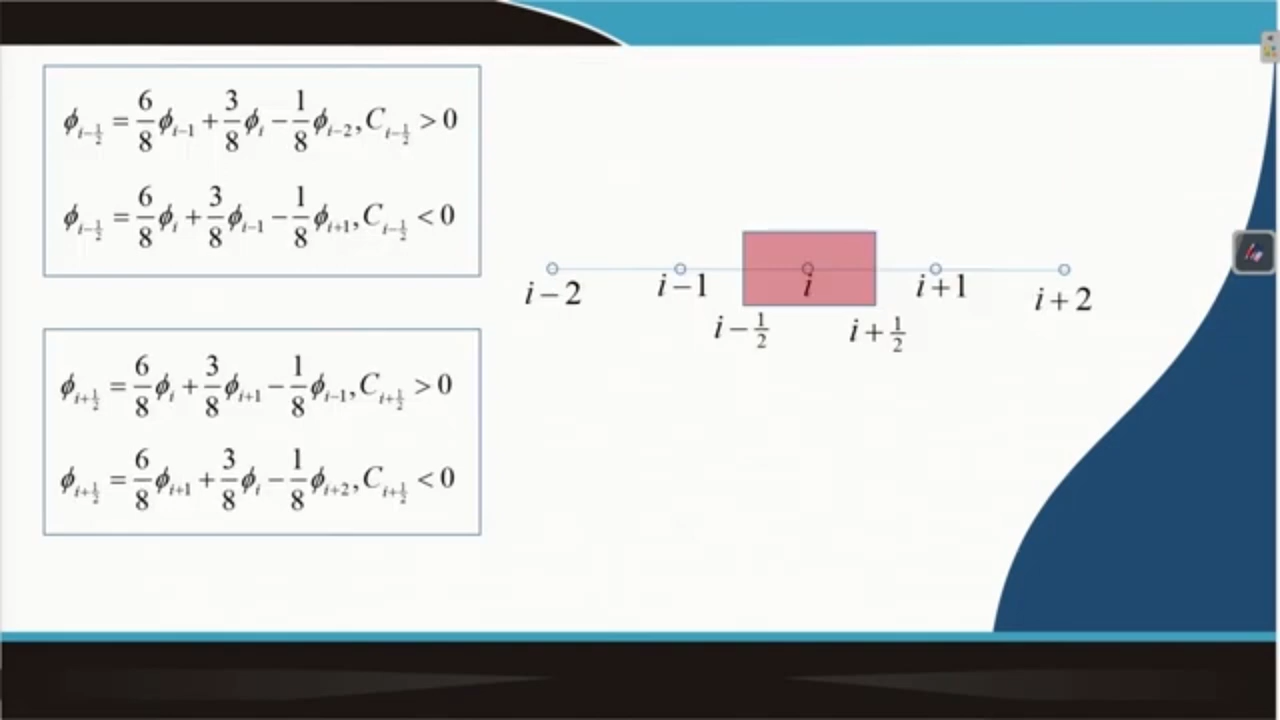 ϕ_{i-½} = 6/8 ϕ_{i-1} + 3/8 ϕ_i - 1/8 ϕ_{i-2}, C_{i-½} > 0
ϕ_{i-½} = 6/8 ϕ_i + 3/8 ϕ_{i-1} - 1/8 ϕ_{i+1}, C_{i-½} < 0
ϕ_{i+½} = 6/8 ϕ_i + 3/8 ϕ_{i+1} - 1/8 ϕ_{i-1}, C_{i+½} > 0
ϕ_{i+½} = 6/8 ϕ_{i+1} + 3/8 ϕ_i - 1/8 ϕ_{i+2}, C_{i+½} < 0
i-2 i-1 i i+1 i+2
i-½ i+½